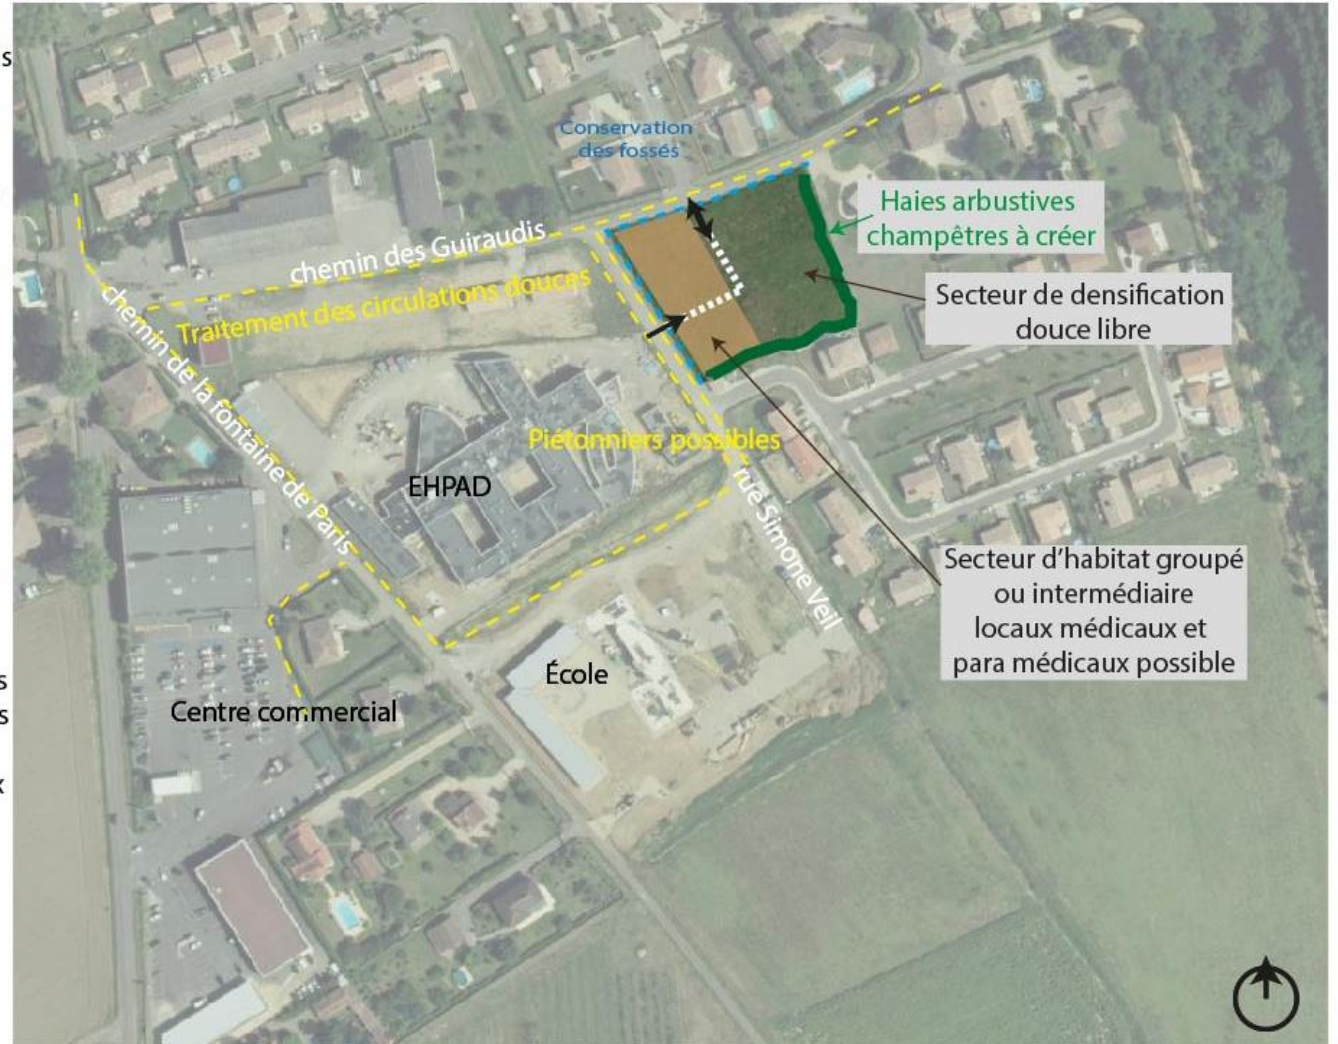 s
Conservation
des fossés
Haies arbustives
champêtres à créer
chemin des Guiraudis
Traitement des circulations douces
Secteur de densification
douce libre
chemin de la fontaine de Paris
Piétonniers possibles
EHPAD
rue Simone Veil
Secteur d'habitat groupé
ou intermédiaire
locaux médicaux et
para médicaux possible
École
s
Centre commercial
s
x